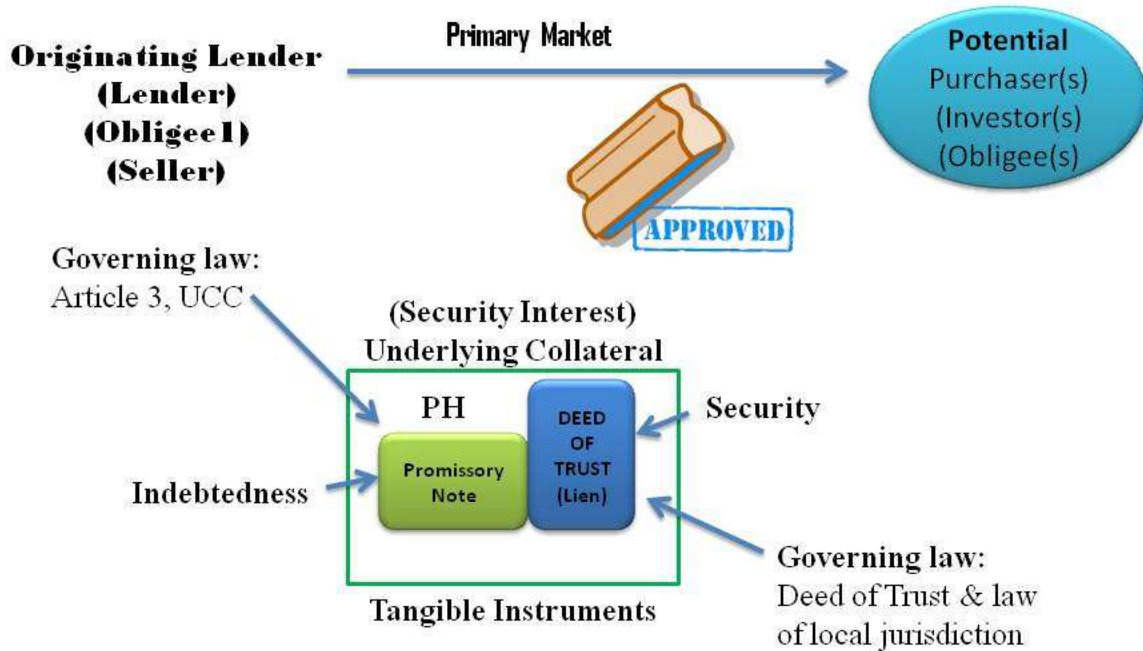 Primary Market
Originating Lender
(Lender)
(Obligee1)
(Seller)
Potential
Purchaser(s)
(Investor(s)
(Obligee(s)
APPROVED
Governing law:
Article 3, UCC
(Security Interest)
Underlying Collateral
PH
Promissory
Note
DEED
OF
TRUST
(Lien)
Security
Indebtedness
Governing law:
Deed of Trust & law
of local jurisdiction
Tangible Instruments